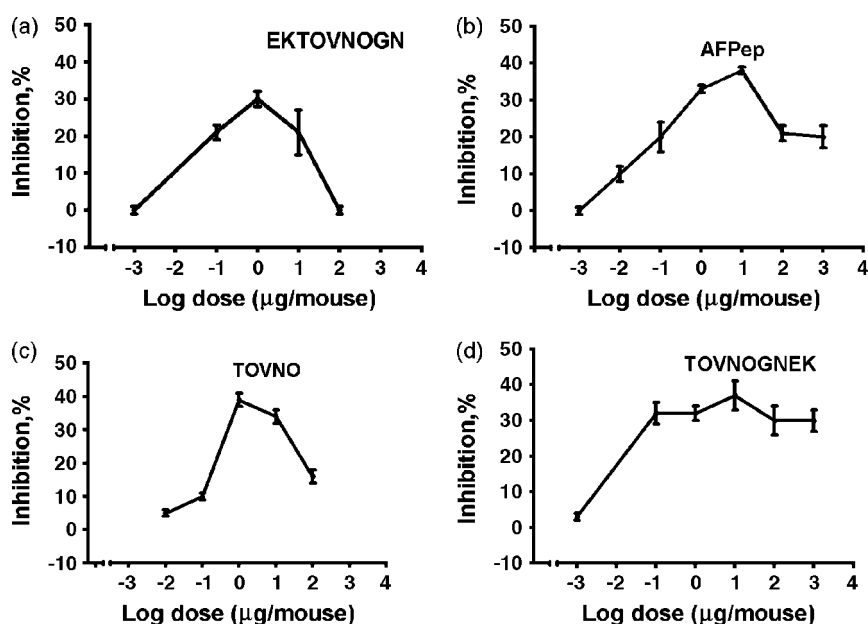 (a)
EKTOVNOGN
Inhibition,%
50
40
30
20
10
0
-10
-3 -2 -1 0 1 2 3 4
Log dose (μg/mouse)
(b)
AFPep
Inhibition,%
50
40
30
20
10
0
-10
-3 -2 -1 0 1 2 3 4
Log dose (μg/mouse)
(c)
TOVNO
Inhibition,%
50
40
30
20
10
0
-10
-3 -2 -1 0 1 2 3 4
Log dose (μg/mouse)
(d)
TOVNOGNEK
Inhibition,%
50
40
30
20
10
0
-10
-3 -2 -1 0 1 2 3 4
Log dose (μg/mouse)